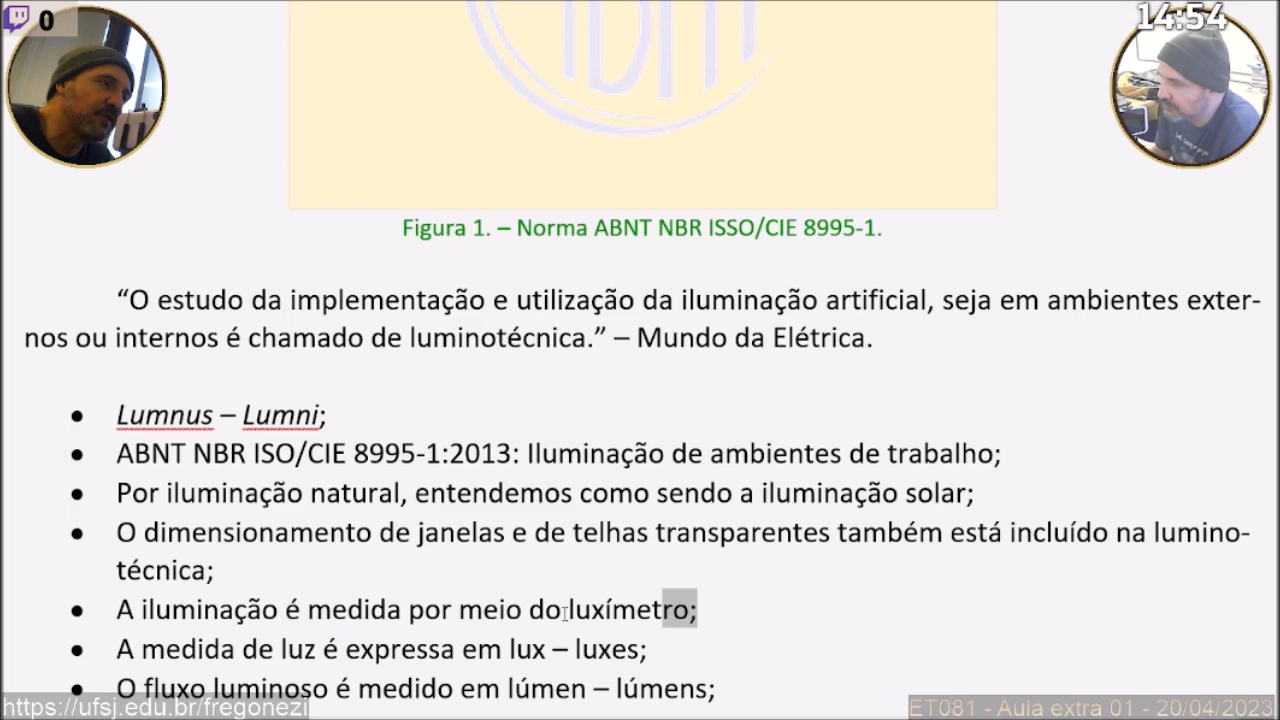 0
14:54
Figura 1. – Norma ABNT NBR ISSO/CIE 8995-1.
“O estudo da implementação e utilização da iluminação artificial, seja em ambientes exter-
nos ou internos é chamado de luminotécnica.” – Mundo da Elétrica.
• Lumnus – Lumni;
• ABNT NBR ISO/CIE 8995-1:2013: Iluminação de ambientes de trabalho;
• Por iluminação natural, entendemos como sendo a iluminação solar;
• O dimensionamento de janelas e de telhas transparentes também está incluído na lumino-
técnica;
• A iluminação é medida por meio do luxímetro;
• A medida de luz é expressa em lux – luxes;
• O fluxo luminoso é medido em lúmen – lúmens;
https://ufsj.edu.br/fregonezi
ET081 - Aula extra 01 - 20/04/2023